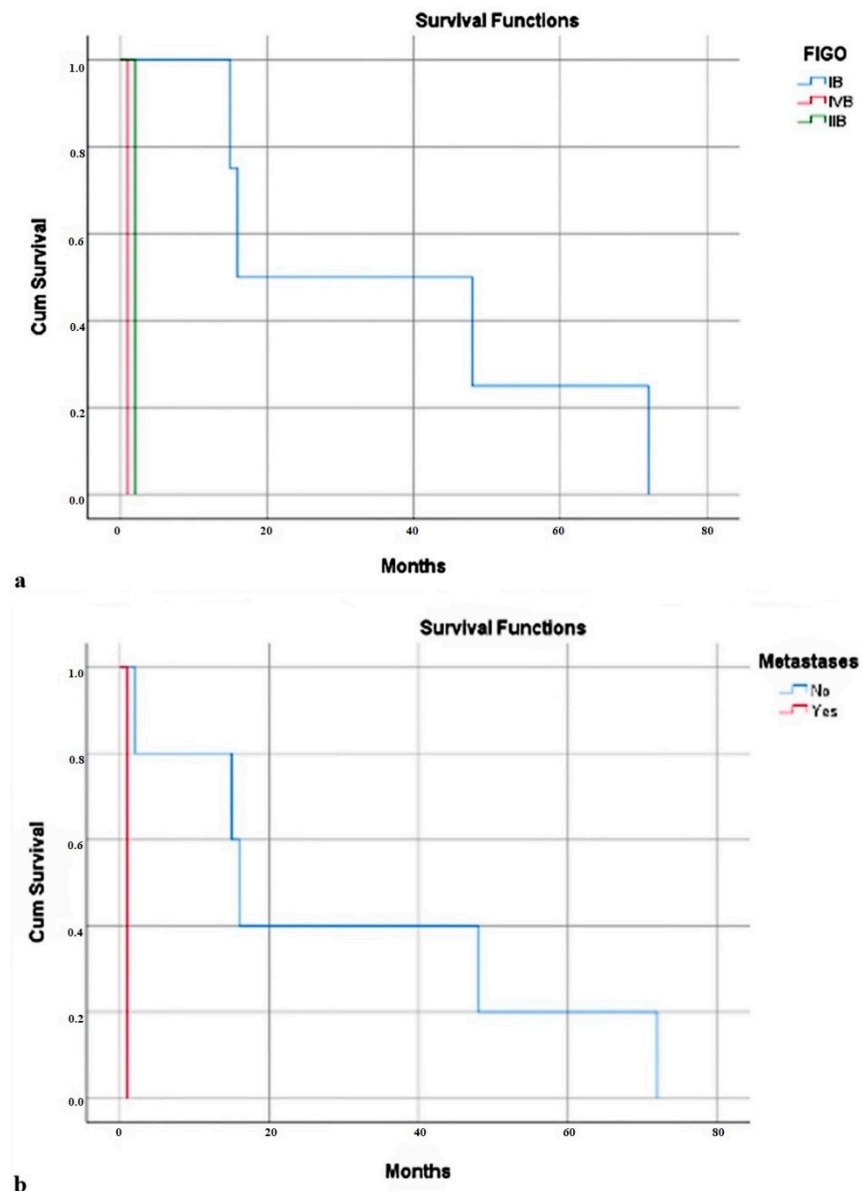 Survival Functions
FIGO
IB
IVB
IIB
1.0
0.8
0.6
0.4
0.2
0.0
Cum Survival
0 20 40 60 80
Months
a
Survival Functions
Metastases
No
Yes
1.0
0.8
0.6
0.4
0.2
0.0
Cum Survival
0 20 40 60 80
Months
b